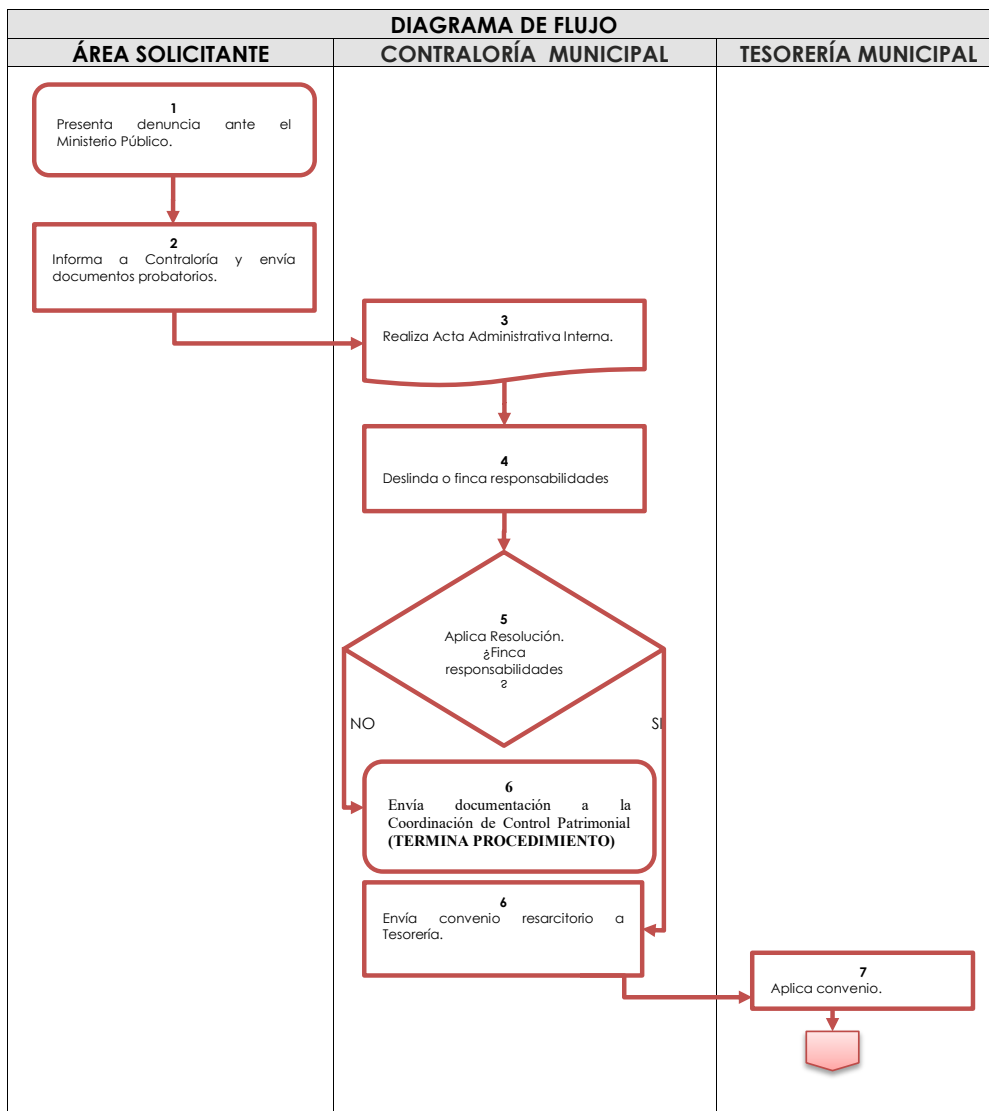 DIAGRAMA DE FLUJO
ÁREA SOLICITANTE
CONTRALORÍA MUNICIPAL
TESORERÍA MUNICIPAL
1
Presenta denuncia ante el
Ministerio Público.
2
Informa a Contraloría y envía
documentos probatorios.
3
Realiza Acta Administrativa Interna.
4
Deslinda o finca responsabilidades
5
Aplica Resolución.
¿Finca
responsabilidades
?
NO
SI
6
Envía documentación a la
Coordinación de Control Patrimonial
(TERMINA PROCEDIMIENTO)
6
Envía convenio resarcitorio a
Tesorería.
7
Aplica convenio.